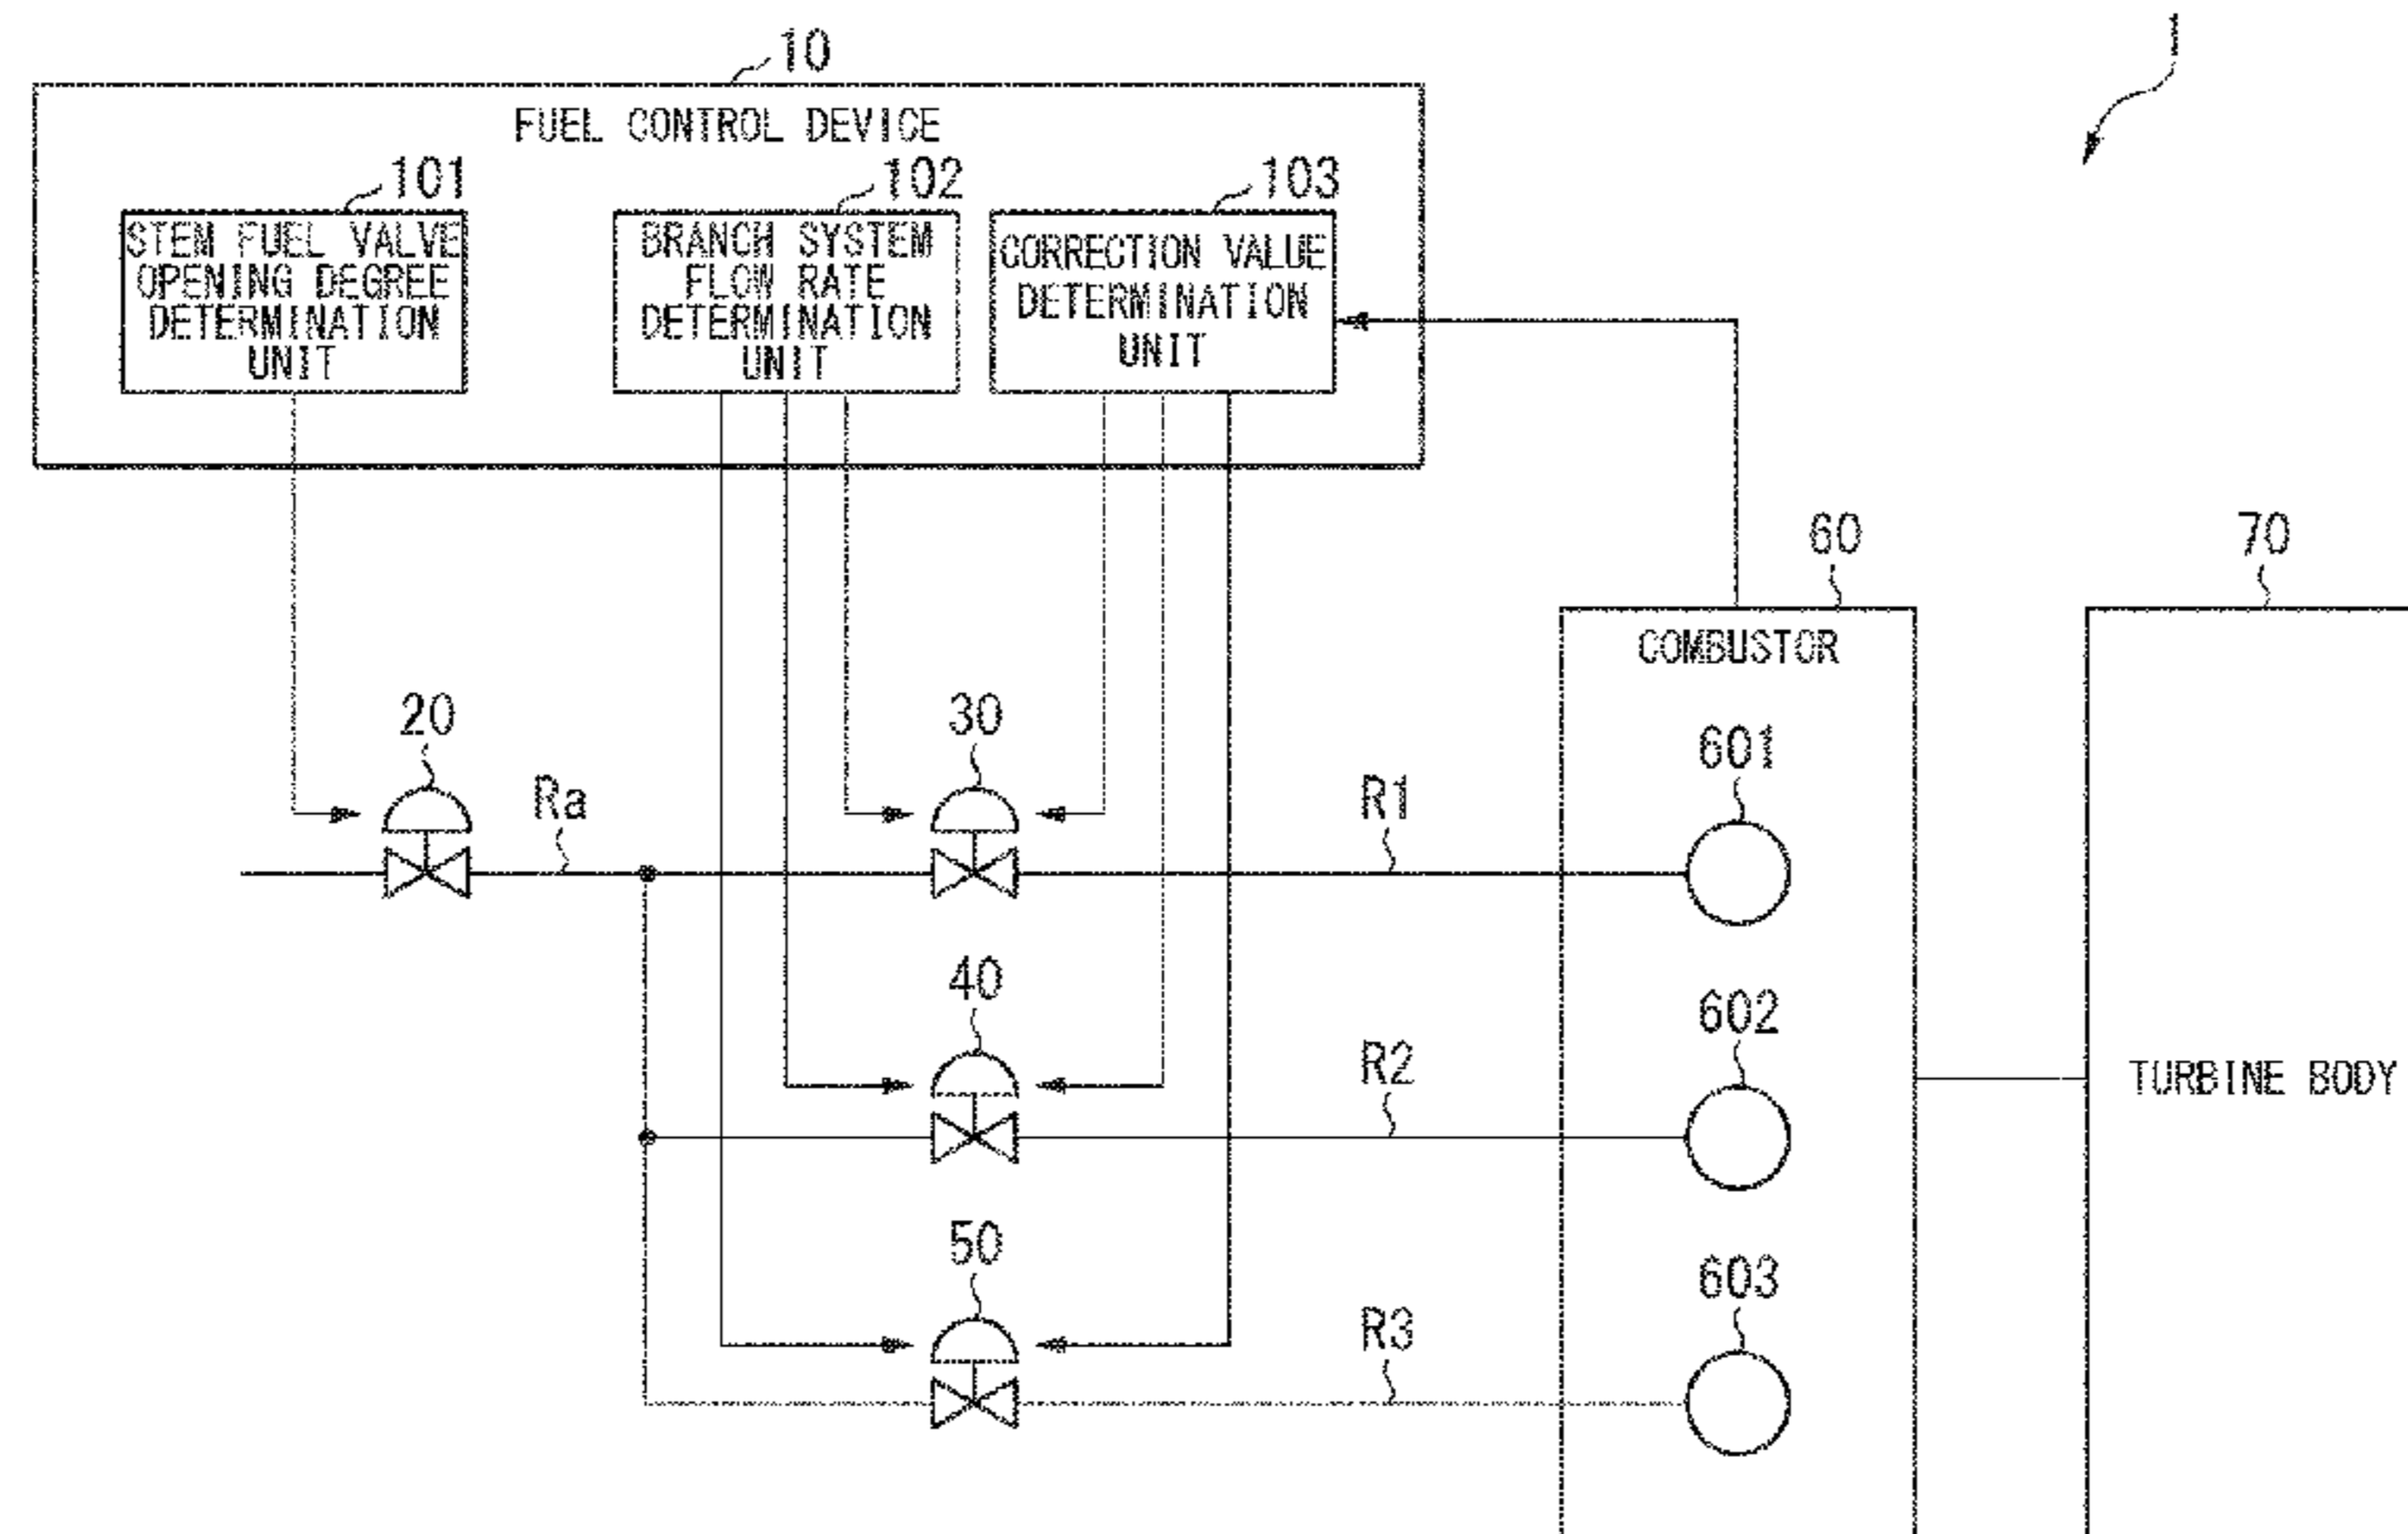 1
10
FUEL CONTROL DEVICE
101
102
103
STEM FUEL VALVE
OPENING DEGREE
DETERMINATION
UNIT
BRANCH SYSTEM
FLOW RATE
DETERMINATION
UNIT
CORRECTION VALUE
DETERMINATION
UNIT
60
70
COMBUSTOR
20
30
601
Ra
R1
40
602
R2
TURBINE BODY
50
603
R3